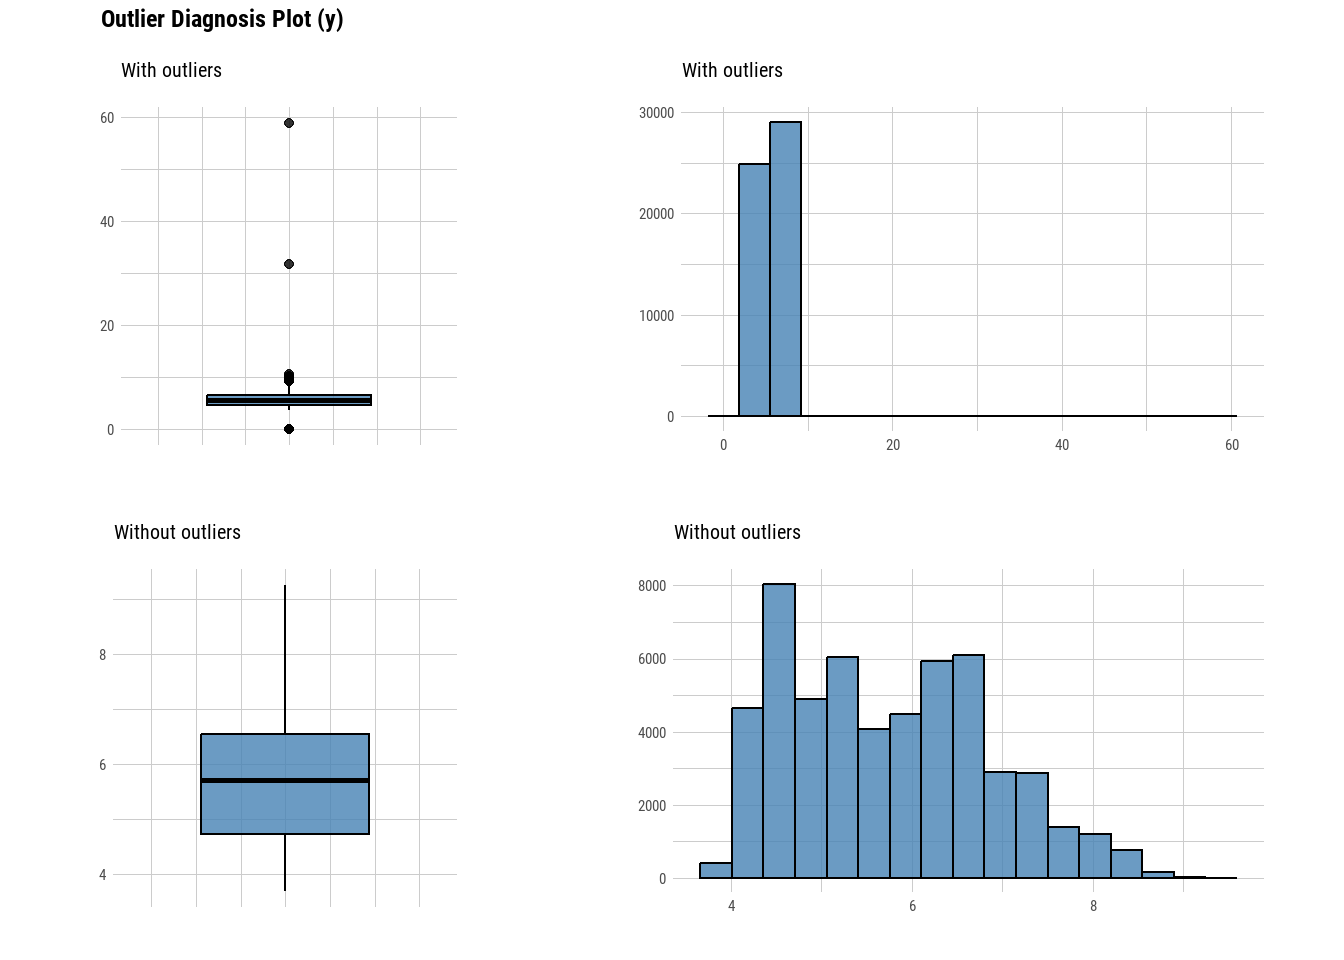 Outlier Diagnosis Plot (y)
With outliers
60
40
20
0
With outliers
30000
20000
10000
0
0 20 40 60
Without outliers
8
6
4
Without outliers
8000
6000
4000
2000
0
4 6 8